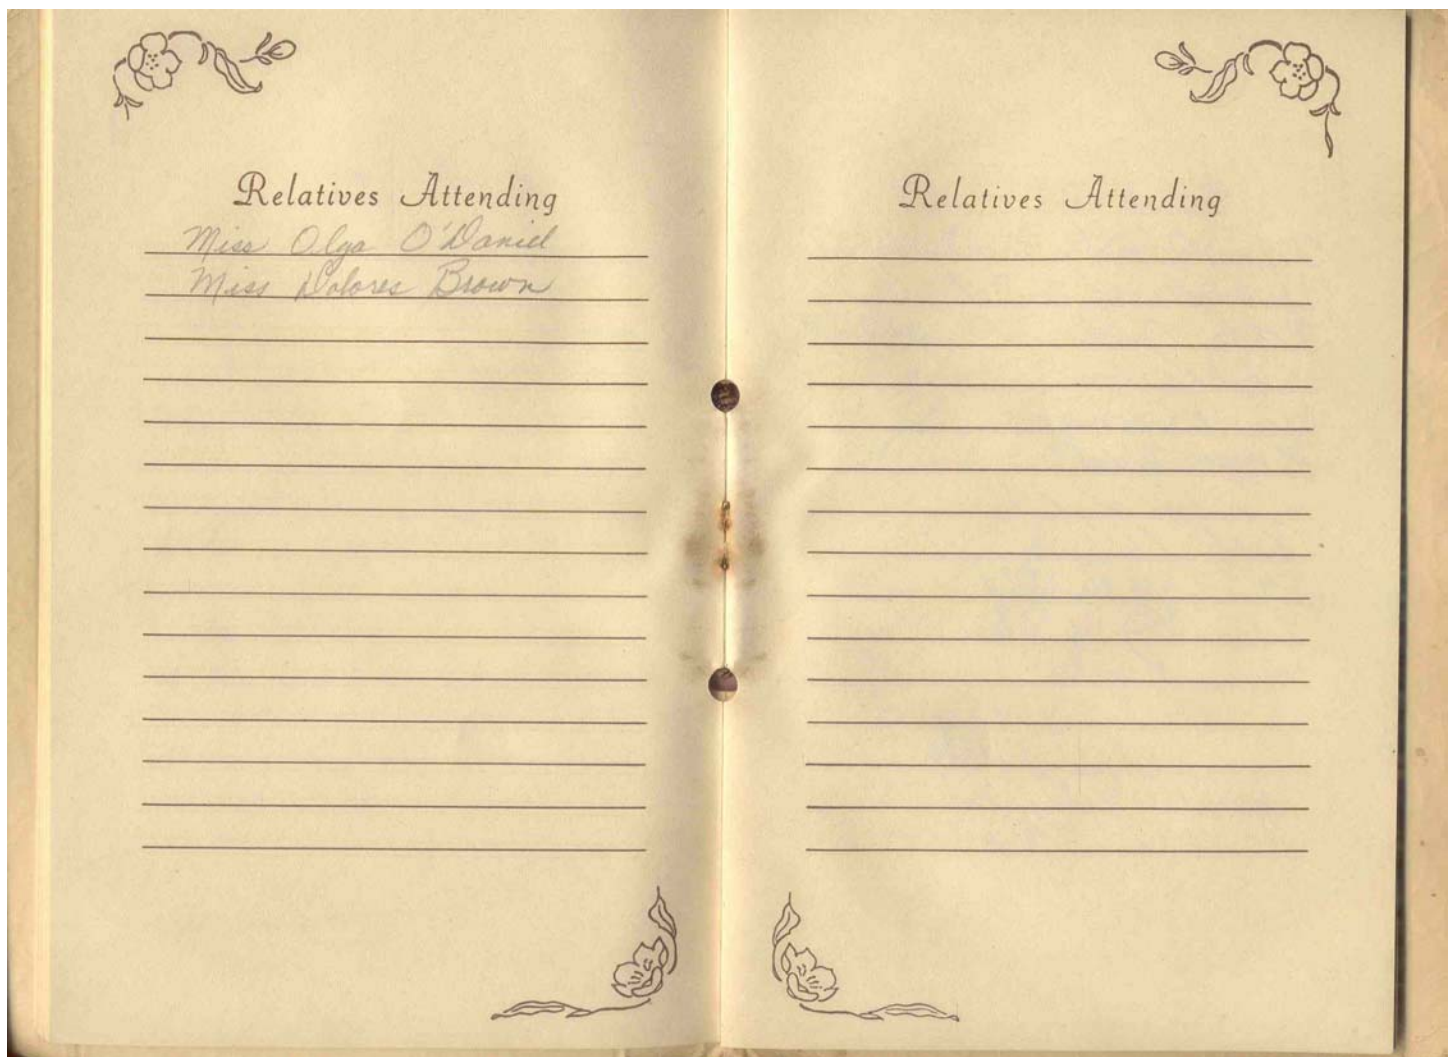 Relatives Attending
Miss Olga O'Daniel
Miss Dolores Brown
Relatives Attending